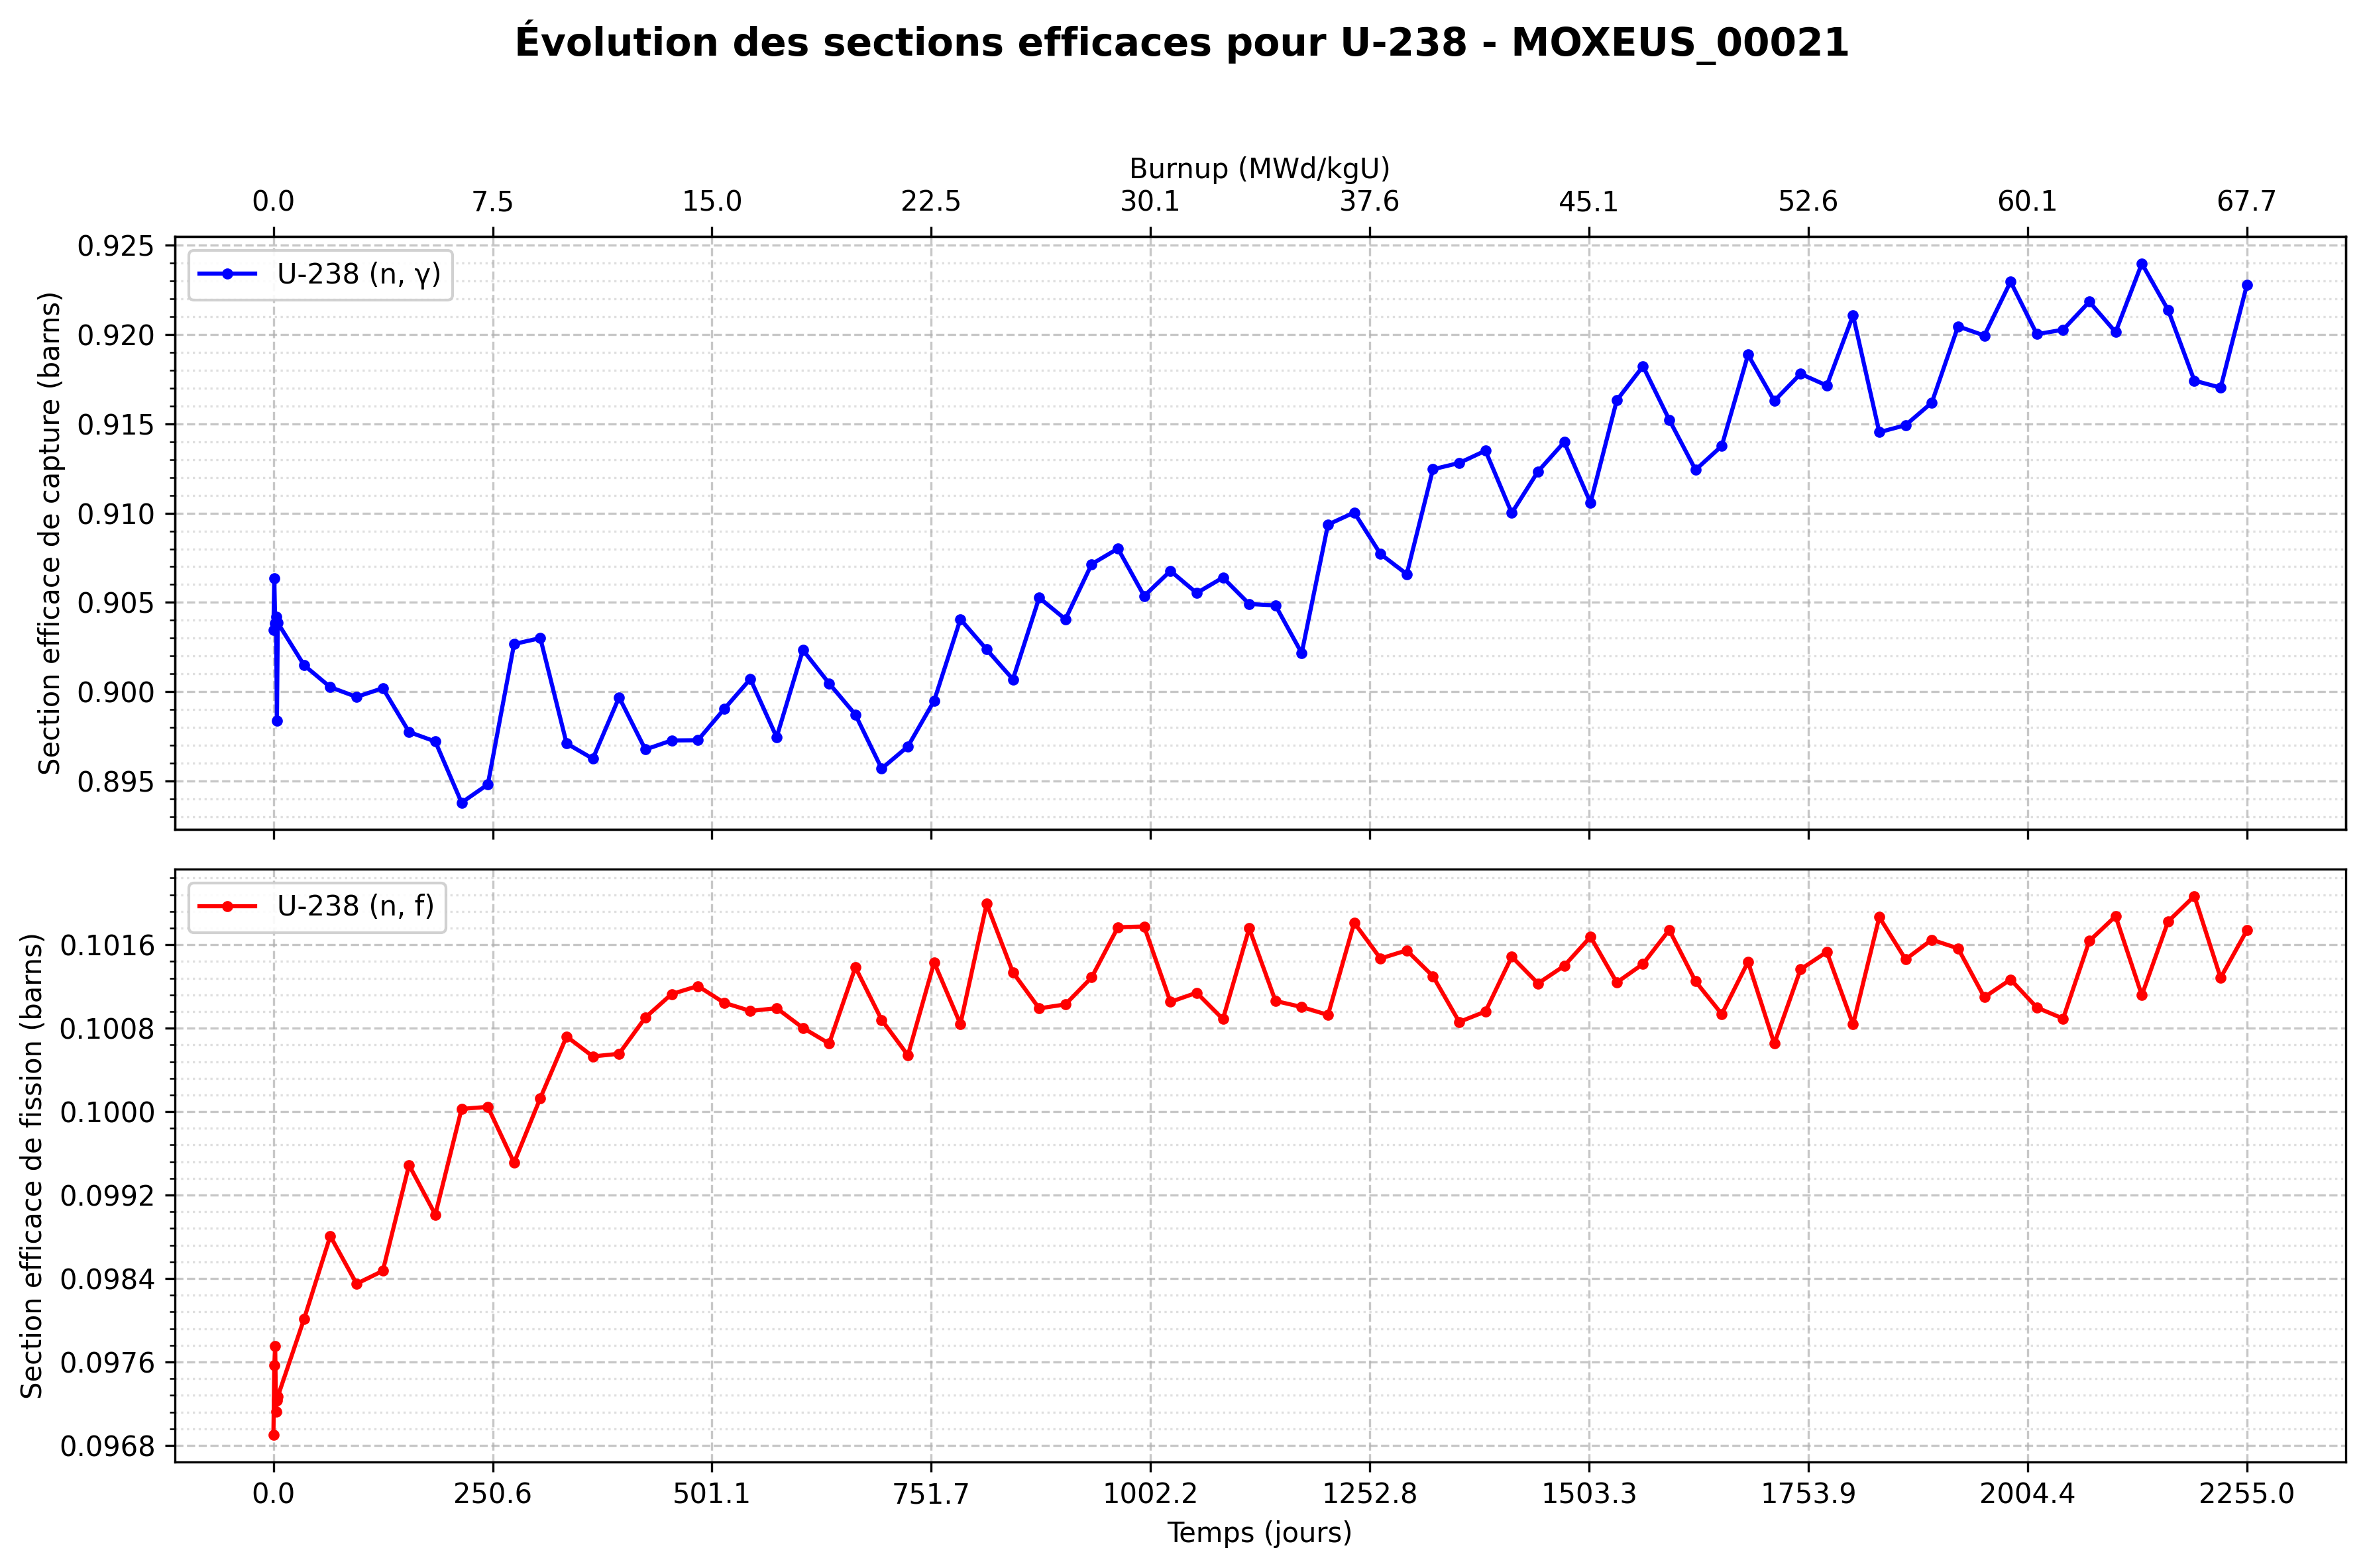 Évolution des sections efficaces pour U-238 - MOXEUS_00021
Burnup (MWd/kgU)
0.0 7.5 15.0 22.5 30.1 37.6 45.1 52.6 60.1 67.7
Section efficace de capture (barns)
0.925
0.920
0.915
0.910
0.905
0.900
0.895
U-238 (n, γ)
Section efficace de fission (barns)
0.1016
0.1008
0.1000
0.0992
0.0984
0.0976
0.0968
U-238 (n, f)
0.0 250.6 501.1 751.7 1002.2 1252.8 1503.3 1753.9 2004.4 2255.0
Temps (jours)